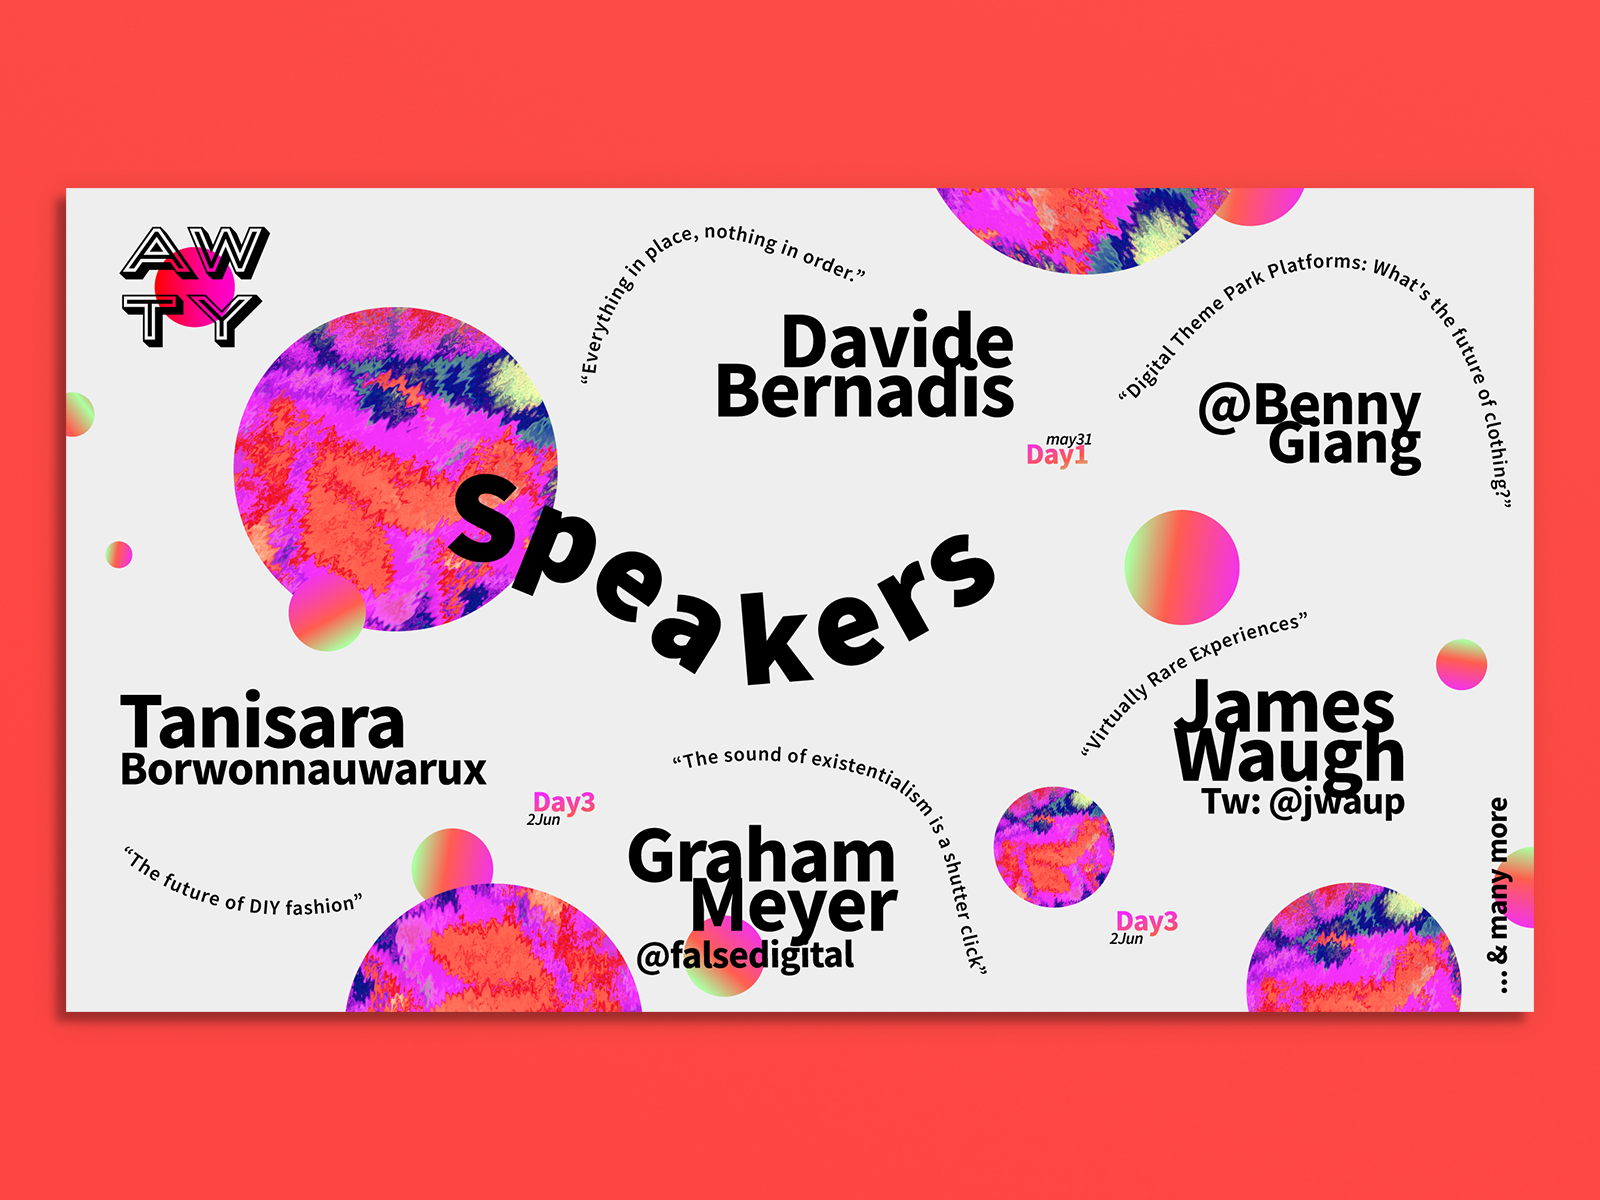 AW
TY
“Everything in place, nothing in order.”
Davide
Bernadis
may31
Day1
“Digital Theme Park Platforms: What's the future of clothing?”
@Benny
Giang
Speakers
Tanisara
Borwonnauwarux
Day3
2Jun
“The future of DIY fashion”
“The sound of existentialism is a shutter click”
Graham
Meyer
@falsedigital
“Virtually Rare Experiences”
James
Waugh
Tw: @jwaup
Day3
2Jun
... & many more